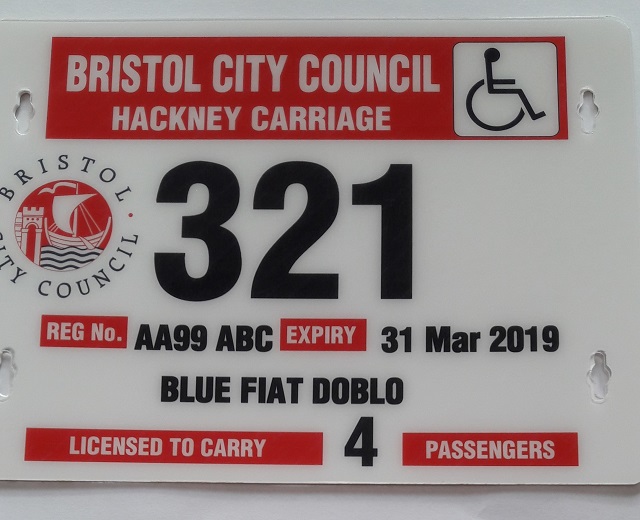 BRISTOL CITY COUNCIL
HACKNEY CARRIAGE
BRISTOL · CITY COUNCIL
321
REG No. AA99 ABC EXPIRY 31 Mar 2019
BLUE FIAT DOBLO
LICENSED TO CARRY 4 PASSENGERS